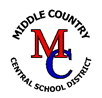 MIDDLE COUNTRY
MC
CENTRAL SCHOOL DISTRICT